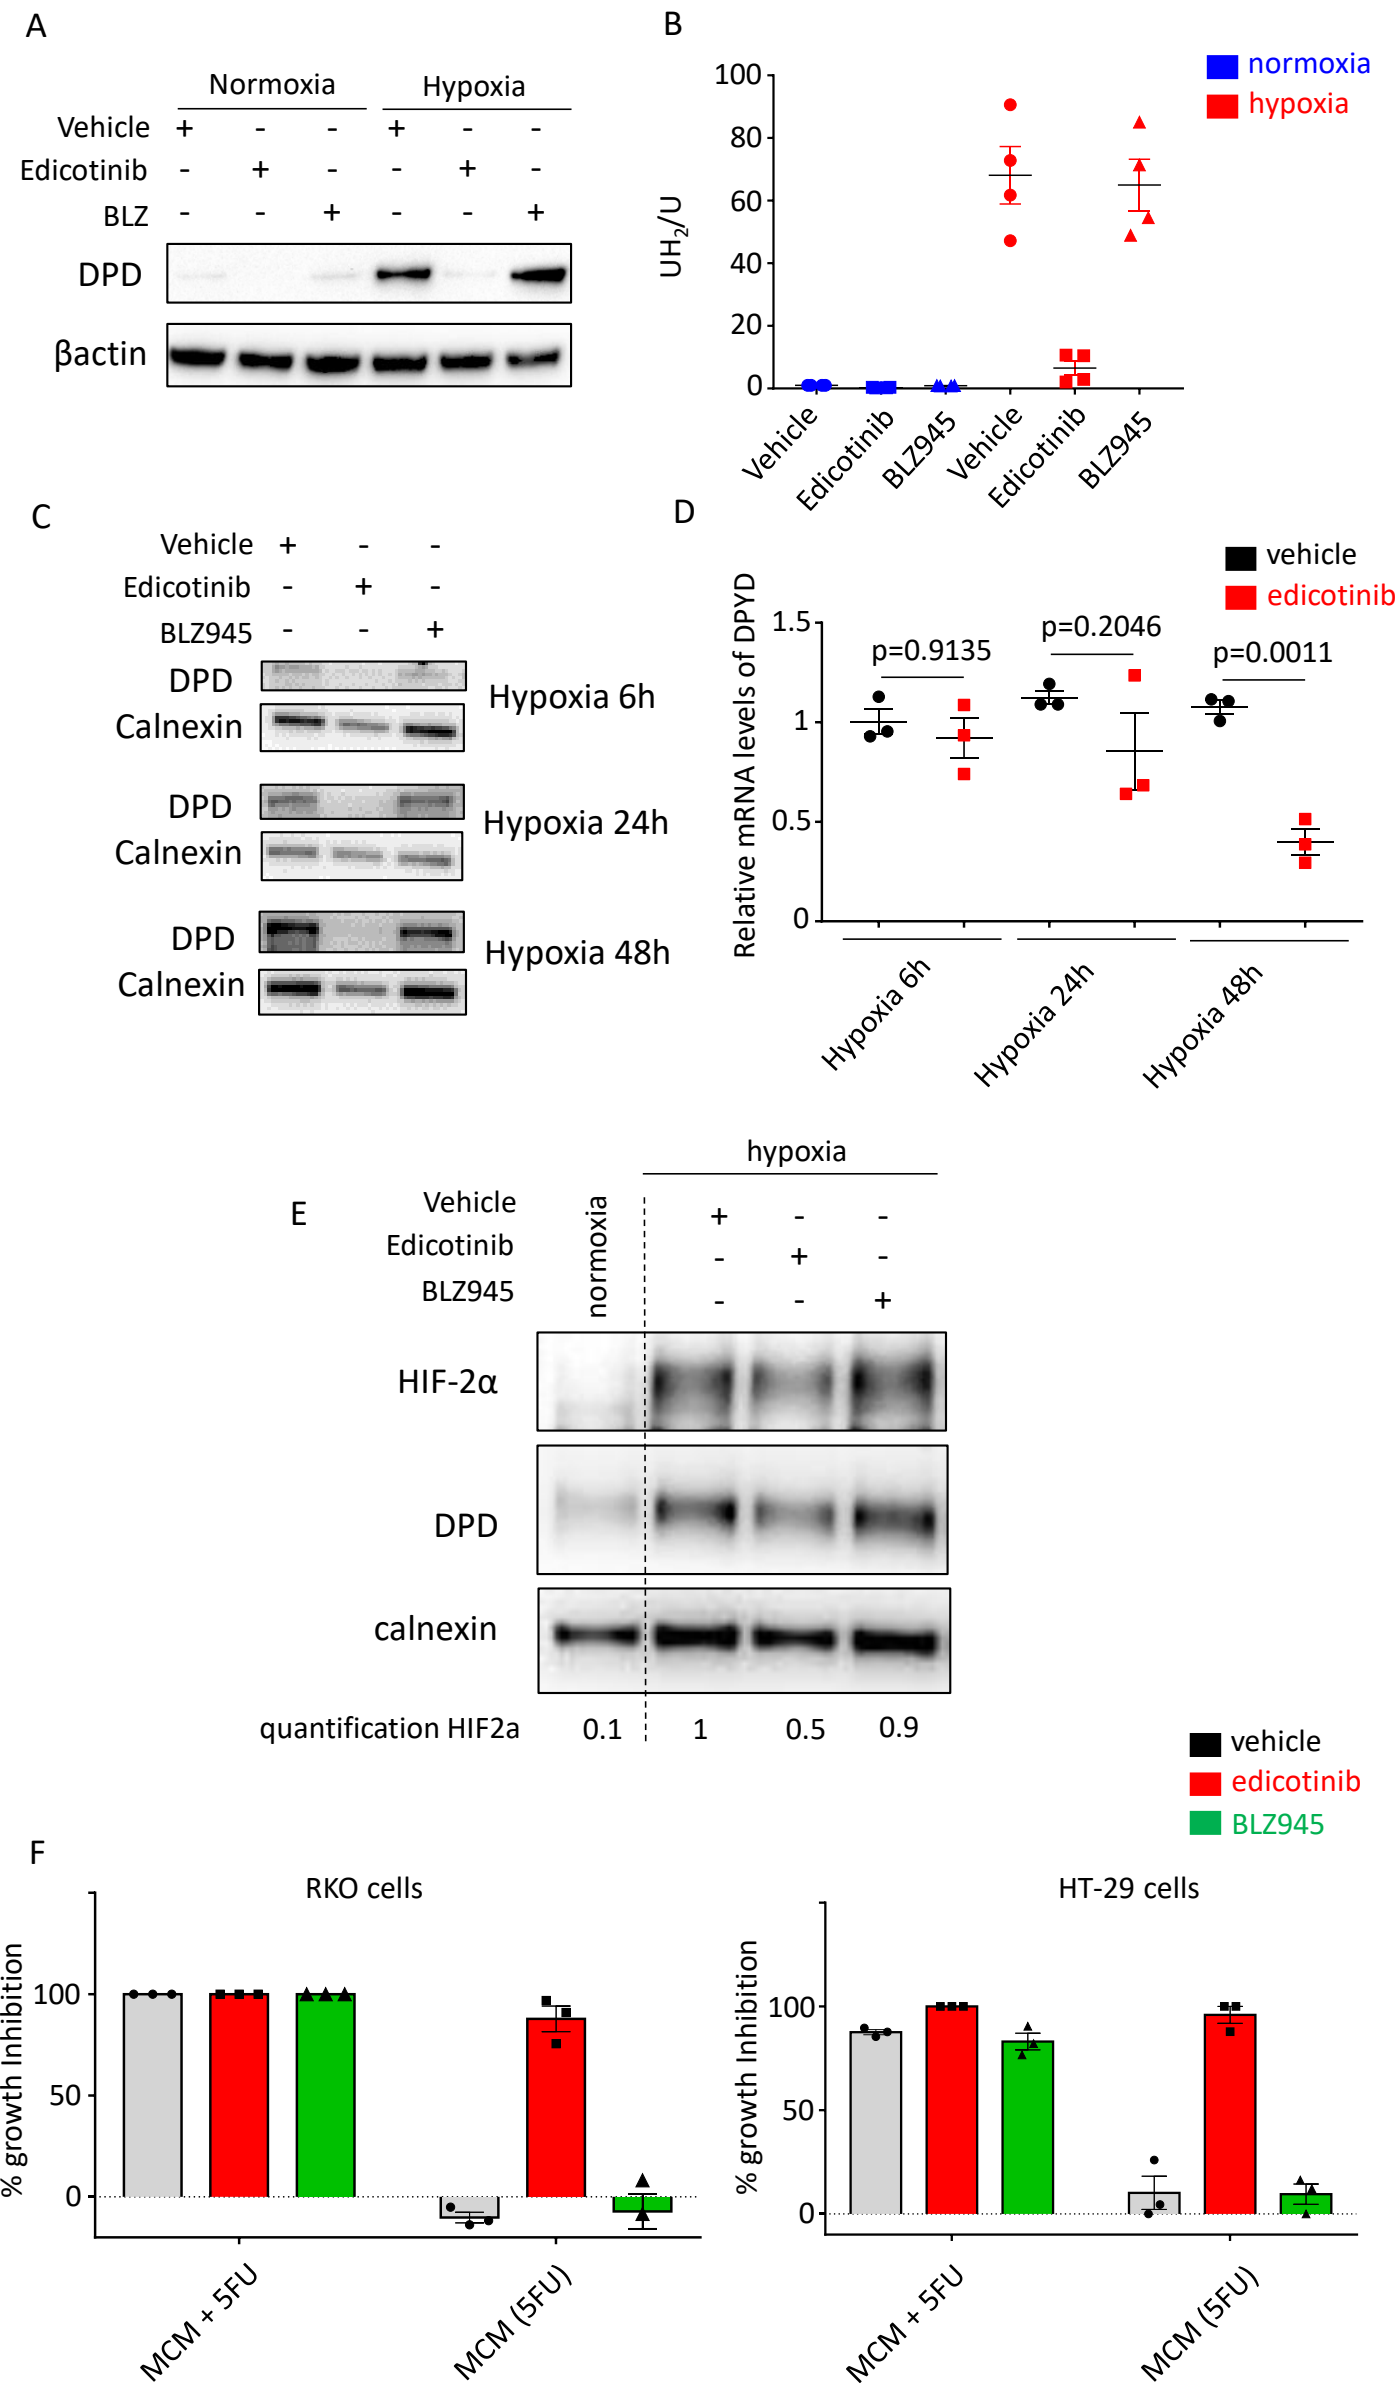 A
Normoxia Hypoxia
Vehicle + - - + - -
Edicotinib - + - - + -
BLZ - - + - - +
DPD
βactin
B
normoxia
hypoxia
UH2/U
100
80
60
40
20
0
Vehicle Edicotinib BLZ945 Vehicle Edicotinib BLZ945
C
Vehicle + - -
Edicotinib - + -
BLZ945 - - +
DPD
Calnexin
Hypoxia 6h
DPD
Calnexin
Hypoxia 24h
DPD
Calnexin
Hypoxia 48h
D
vehicle
edicotinib
Relative mRNA levels of DPYD
1.5
1
0.5
0
p=0.9135 p=0.2046 p=0.0011
Hypoxia 6h Hypoxia 24h Hypoxia 48h
E
hypoxia
normoxia
Vehicle + - -
Edicotinib - + -
BLZ945 - - +
HIF-2α
DPD
calnexin
quantification HIF2a 0.1 1 0.5 0.9
vehicle
edicotinib
BLZ945
F
RKO cells
% growth Inhibition
100
50
0
MCM + 5FU MCM (5FU)
HT-29 cells
% growth Inhibition
100
50
0
MCM + 5FU MCM (5FU)